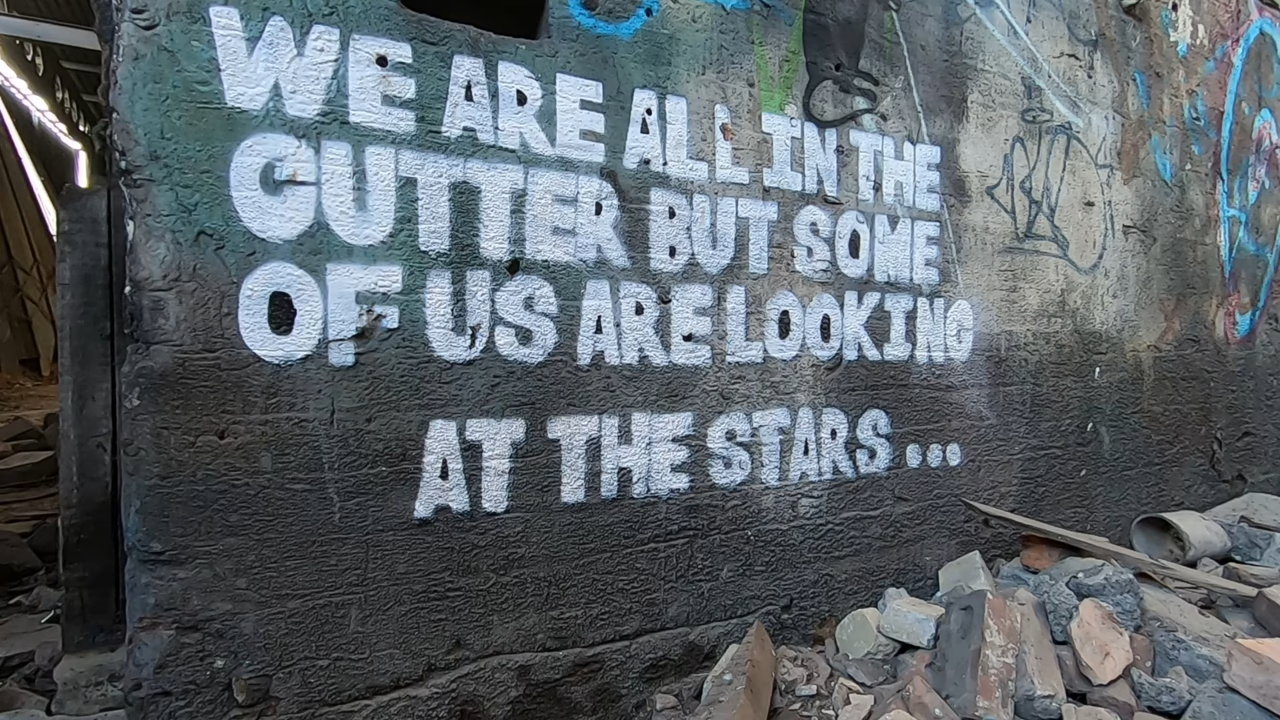 WE ARE ALL IN THE
GUTTER BUT SOME
OF US ARE LOOKING
AT THE STARS...